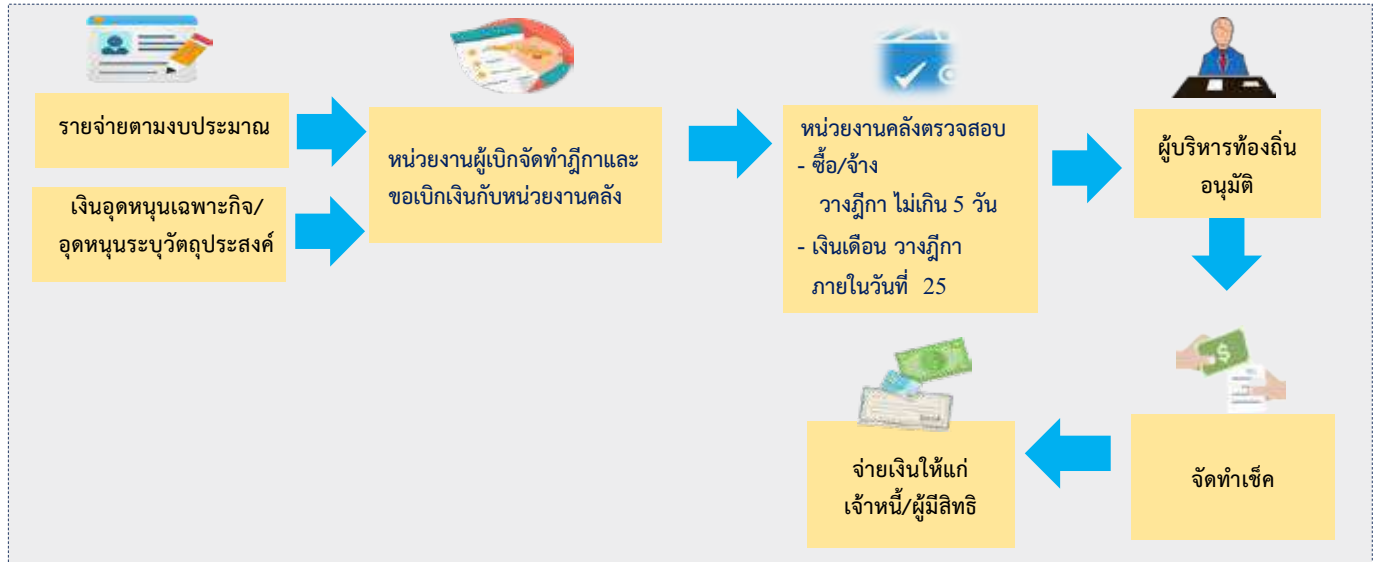 รายจ่ายตามงบประมาณ
เงินอุดหนุนเฉพาะกิจ/
อุดหนุนระบุวัตถุประสงค์
หน่วยงานผู้เบิกจัดทำฎีกาและ
ขอเบิกเงินกับหน่วยงานคลัง
หน่วยงานคลังตรวจสอบ
- ซื้อ/จ้าง
วางฎีกา ไม่เกิน 5 วัน
- เงินเดือน วางฎีกา
ภายในวันที่ 25
ผู้บริหารท้องถิ่น
อนุมัติ
จัดทำเช็ค
จ่ายเงินให้แก่
เจ้าหนี้/ผู้มีสิทธิ